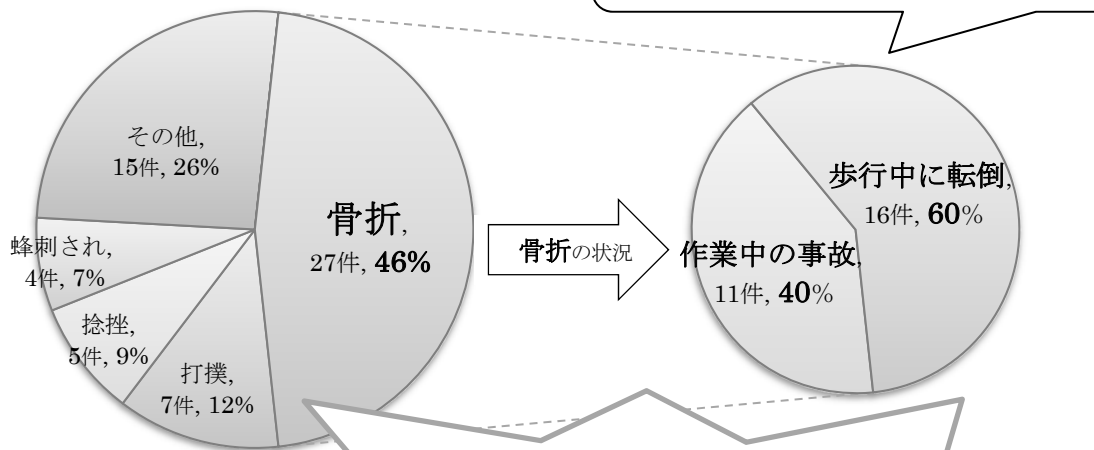 その他,
15件, 26%
骨折,
27件, 46%
蜂刺され,
4件, 7%
捻挫,
5件, 9%
打撲,
7件, 12%
骨折の状況
歩行中に転倒,
16件, 60%
作業中の事故,
11件, 40%